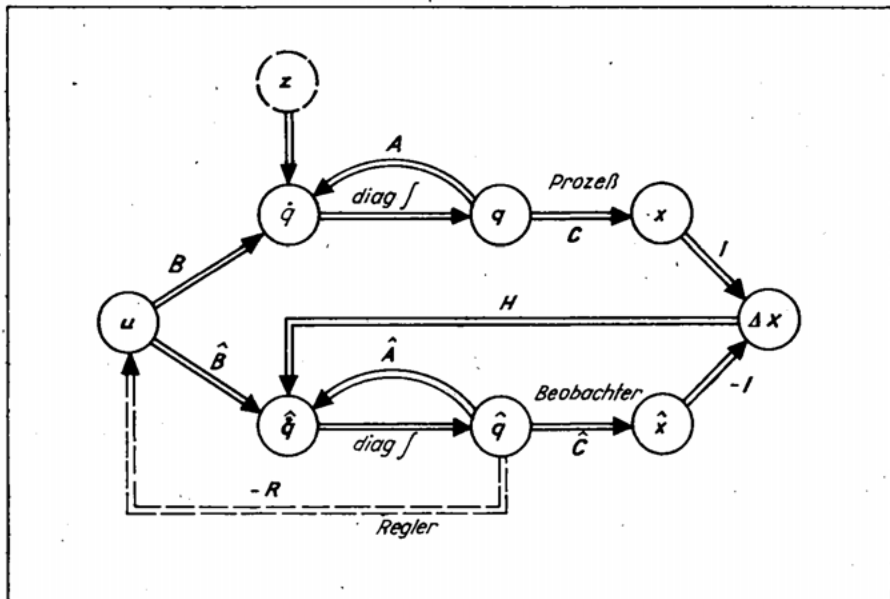 z
A
Prozeß
q̇ diag ∫ q C x
B I
u H Δx
B̂ Â Beobachter -I
q̂̇ diag ∫ q̂ Ĉ x̂
-R
Regler